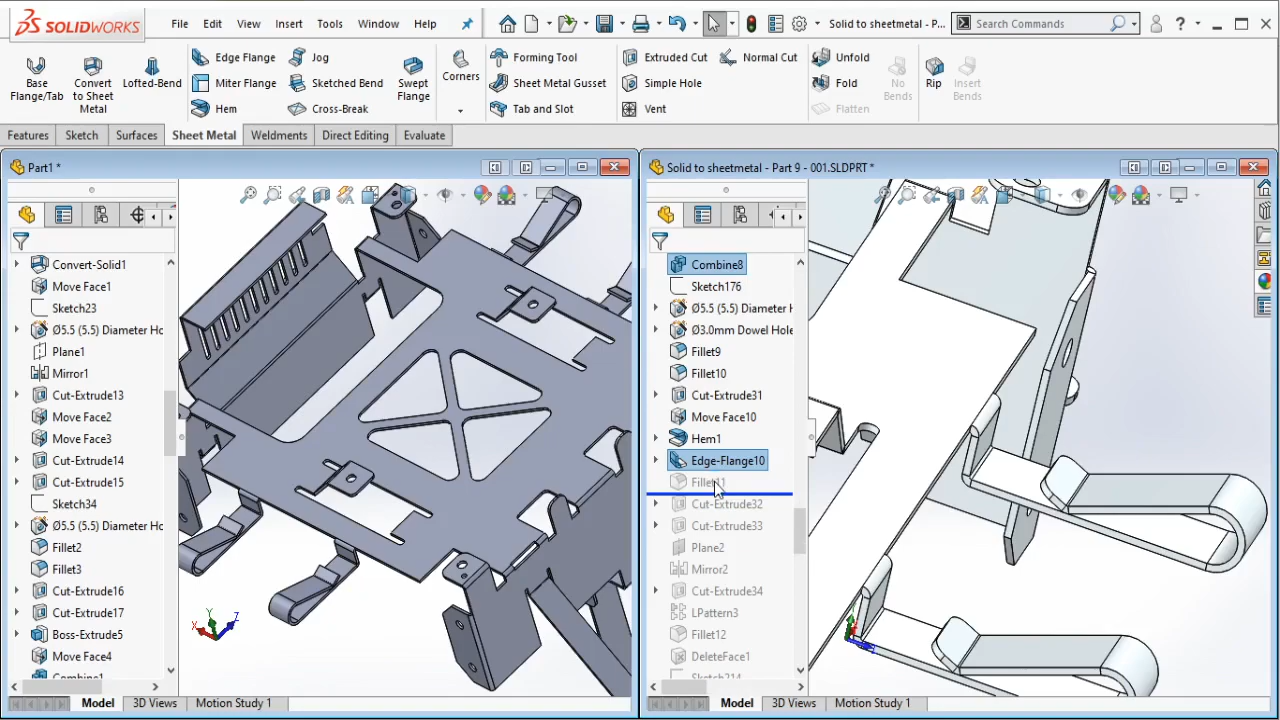 SOLIDWORKS File Edit View Insert Tools Window Help Solid to sheetmetal - P... Search Commands ?
Base Flange/Tab Convert to Sheet Metal Lofted-Bend Edge Flange Miter Flange Hem Jog Sketched Bend Cross-Break Swept Flange Corners Forming Tool Sheet Metal Gusset Tab and Slot Extruded Cut Simple Hole Vent Normal Cut Unfold Fold Flatten No Bends Rip Insert Bends
Features Sketch Surfaces Sheet Metal Weldments Direct Editing Evaluate
Part1 *
Convert-Solid1
Move Face1
Sketch23
Ø5.5 (5.5) Diameter Ho
Plane1
Mirror1
Cut-Extrude13
Move Face2
Move Face3
Cut-Extrude14
Cut-Extrude15
Sketch34
Ø5.5 (5.5) Diameter Ho
Fillet2
Fillet3
Cut-Extrude16
Cut-Extrude17
Boss-Extrude5
Move Face4
Combine1
Y
X Z
Model 3D Views Motion Study 1
Solid to sheetmetal - Part 9 - 001.SLDPRT *
Combine8
Sketch176
Ø5.5 (5.5) Diameter H
Ø3.0mm Dowel Hole
Fillet9
Fillet10
Cut-Extrude31
Move Face10
Hem1
Edge-Flange10
Fillet11
Cut-Extrude32
Cut-Extrude33
Plane2
Mirror2
Cut-Extrude34
LPattern3
Fillet12
DeleteFace1
Sketch214
Model 3D Views Motion Study 1